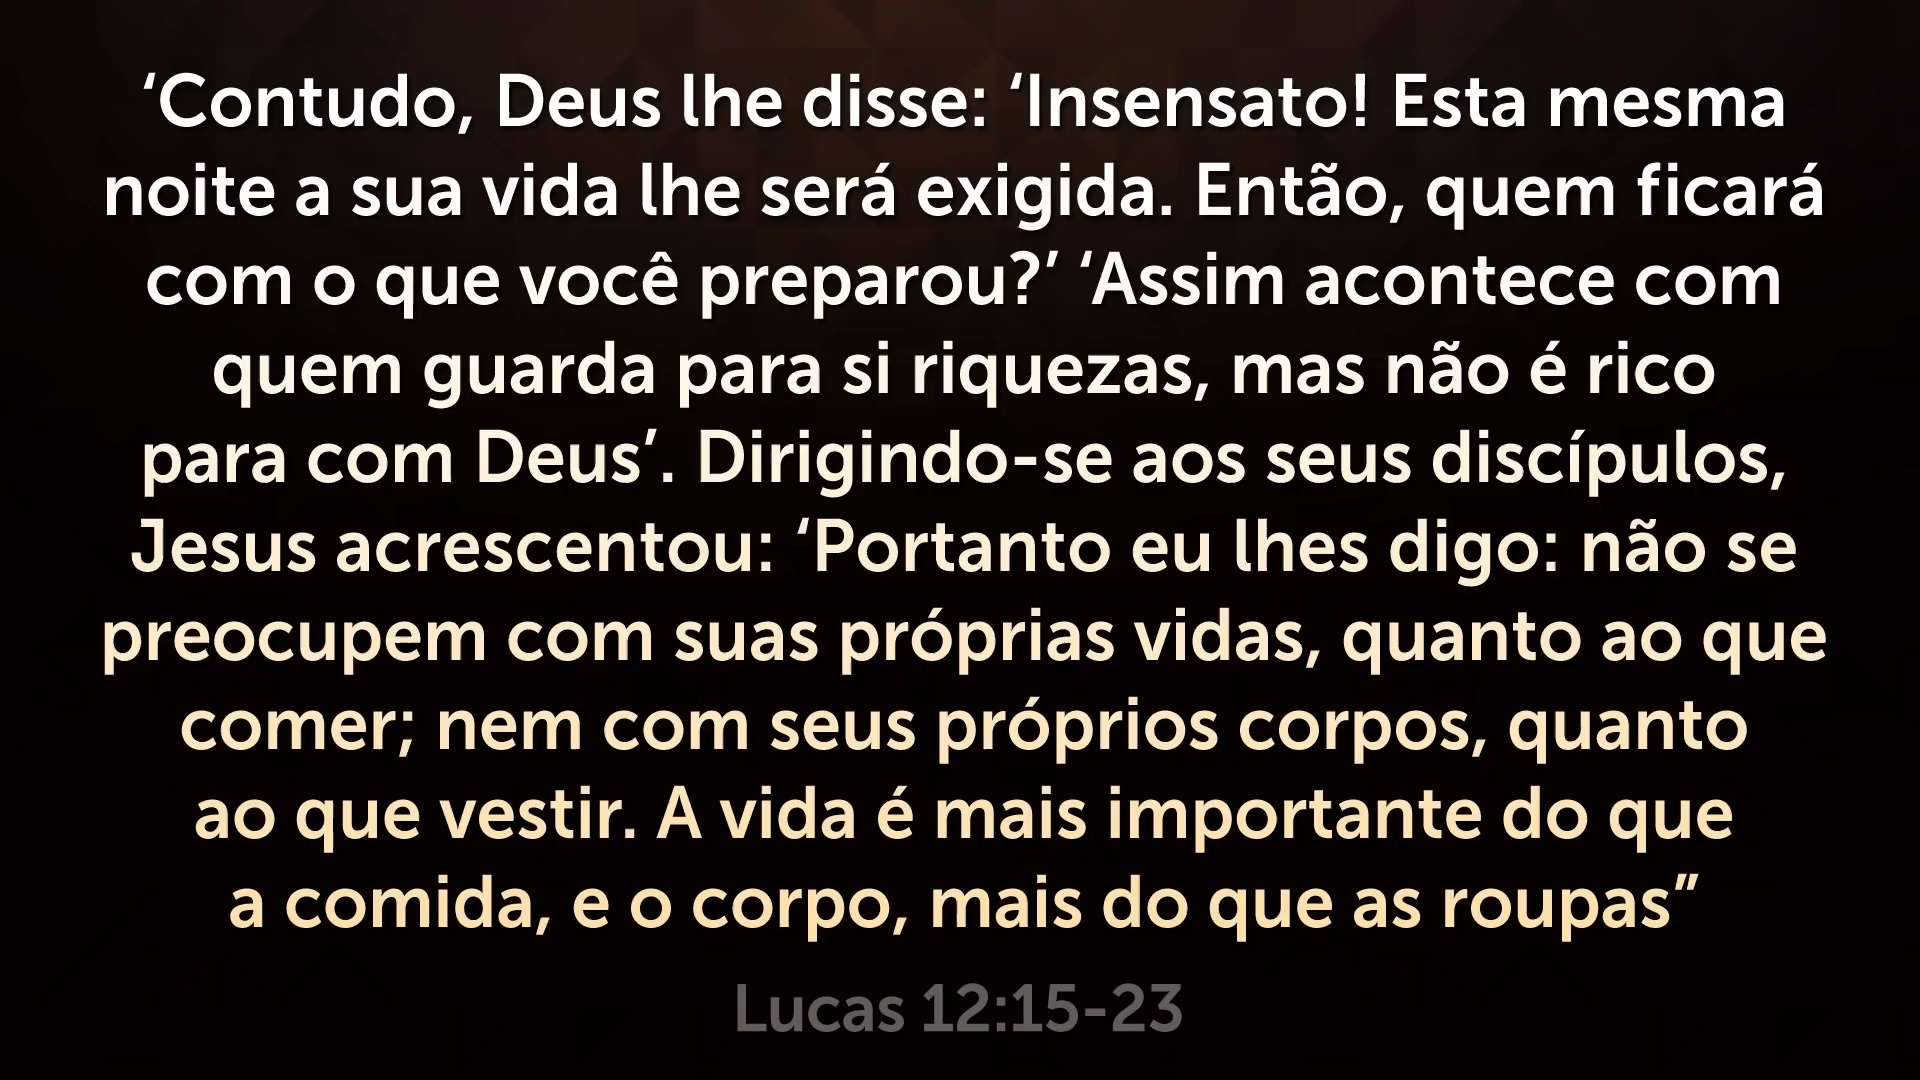 ‘Contudo, Deus lhe disse: ‘Insensato! Esta mesma
noite a sua vida lhe será exigida. Então, quem ficará
com o que você preparou?’ ‘Assim acontece com
quem guarda para si riquezas, mas não é rico
para com Deus’. Dirigindo-se aos seus discípulos,
Jesus acrescentou: ‘Portanto eu lhes digo: não se
preocupem com suas próprias vidas, quanto ao que
comer; nem com seus próprios corpos, quanto
ao que vestir. A vida é mais importante do que
a comida, e o corpo, mais do que as roupas”
Lucas 12:15-23